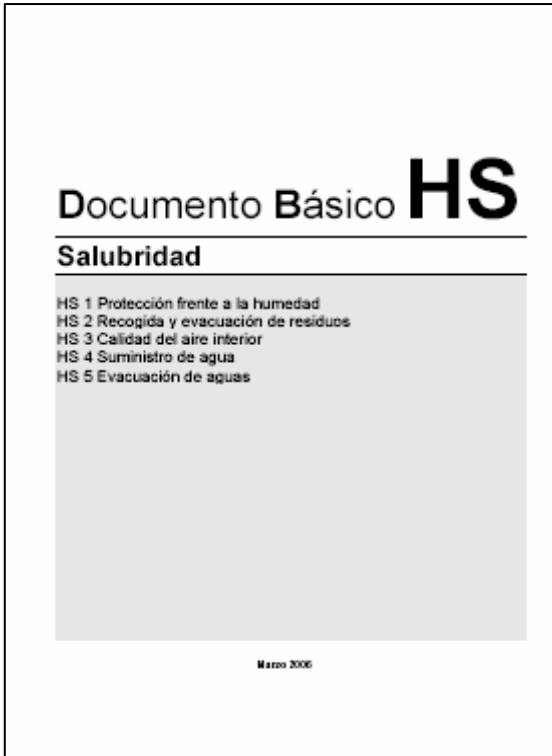 Documento Básico HS
Salubridad
HS 1 Protección frente a la humedad
HS 2 Recogida y evacuación de residuos
HS 3 Calidad del aire interior
HS 4 Suministro de agua
HS 5 Evacuación de aguas
Marzo 2006